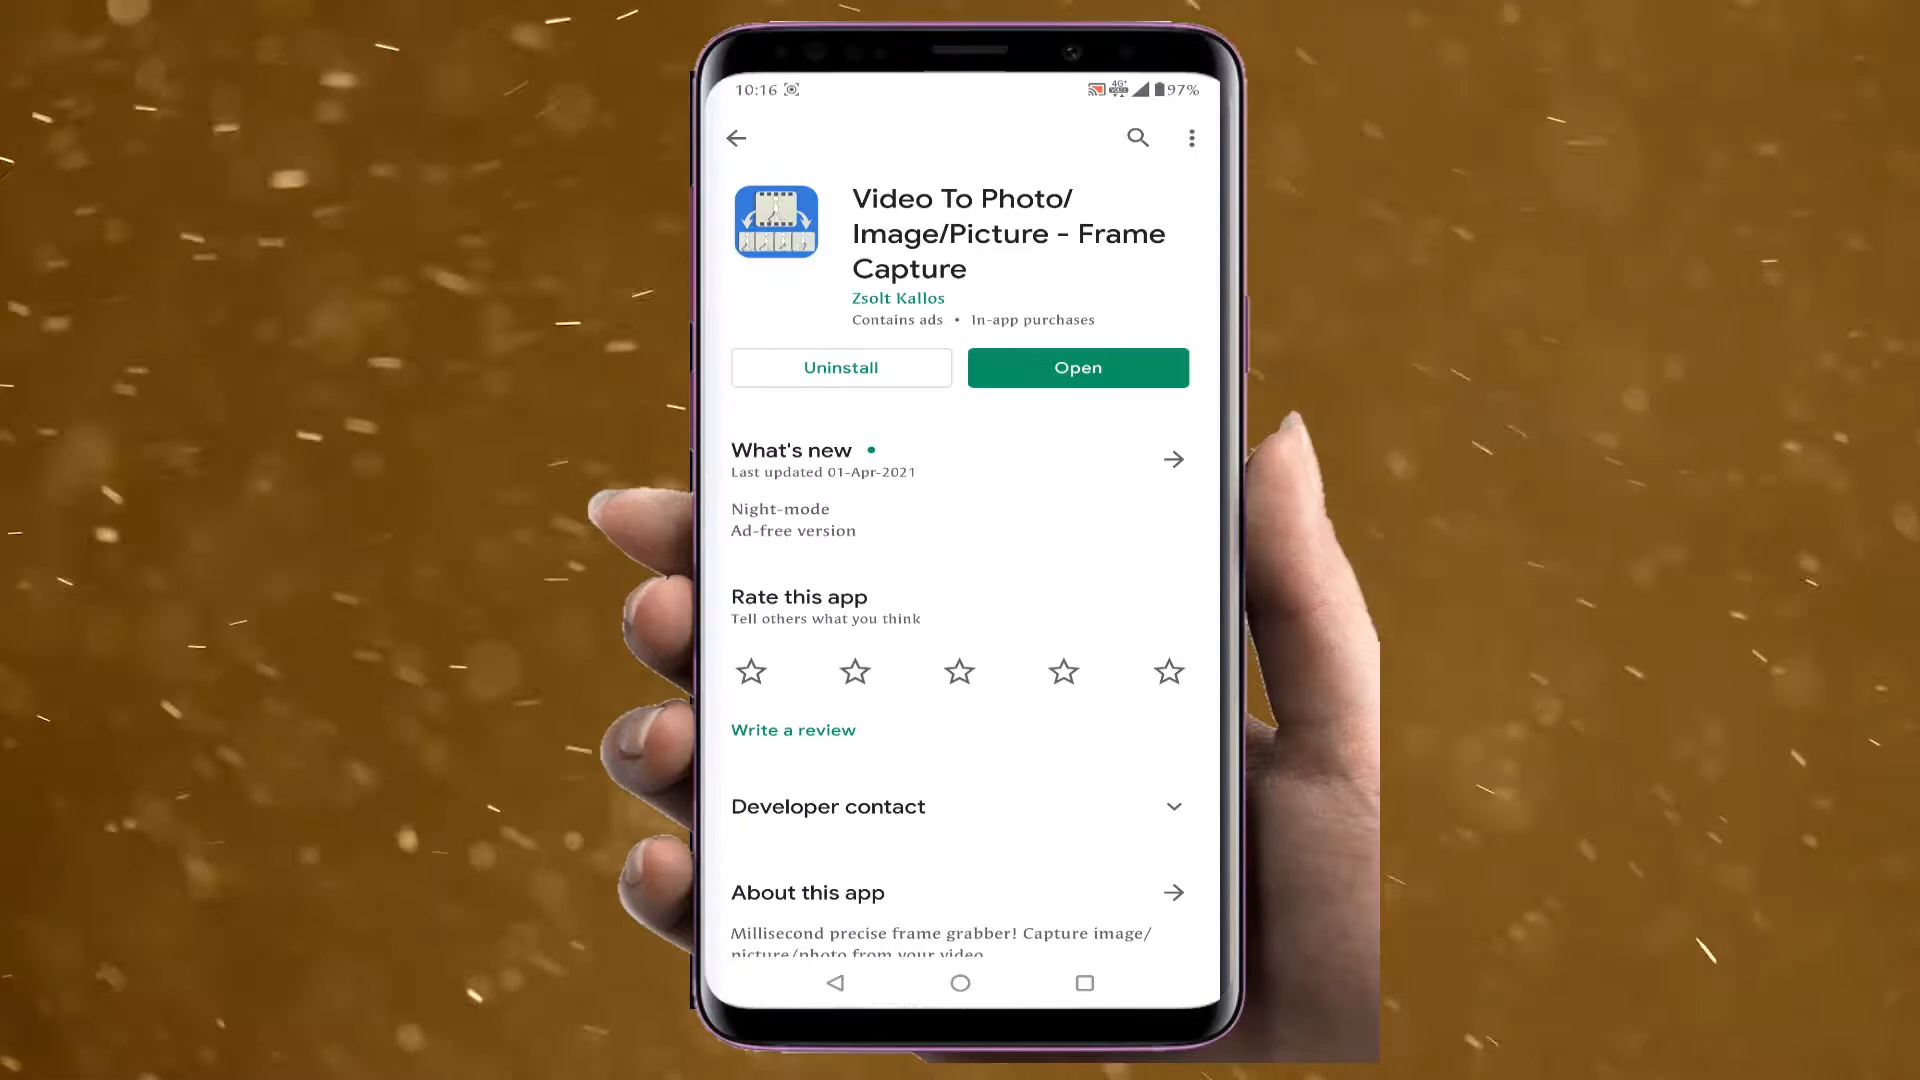 10:16
4G+
97%
Video To Photo/
Image/Picture - Frame
Capture
Zsolt Kallos
Contains ads • In-app purchases
Uninstall
Open
What's new •
Last updated 01-Apr-2021
Night-mode
Ad-free version
Rate this app
Tell others what you think
Write a review
Developer contact
About this app
Millisecond precise frame grabber! Capture image/
picture/photo from your video